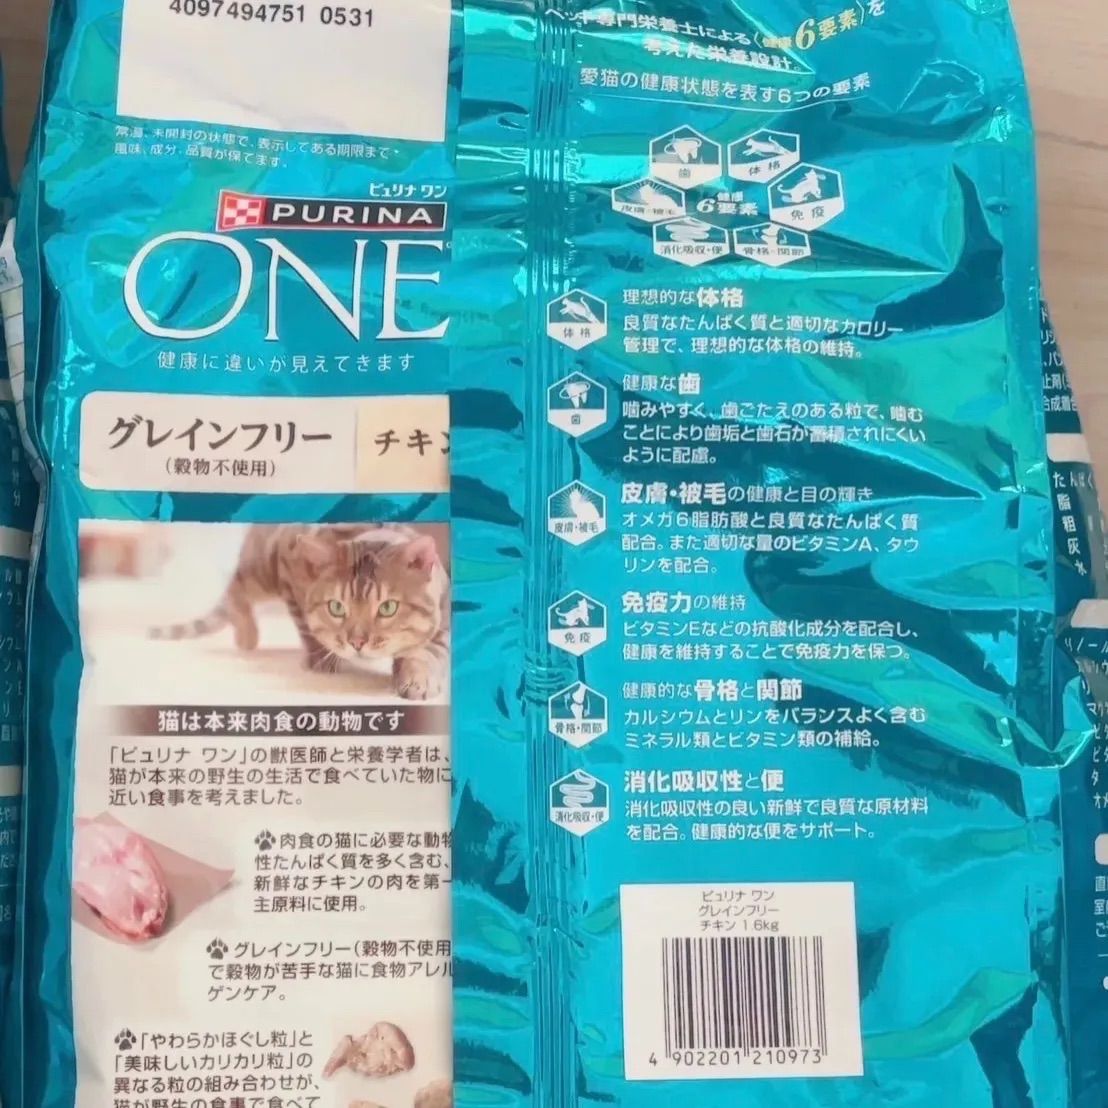 4097494751 0531
常温、未開封の状態で、表示してある期限まで、
風味、成分、品質が保てます。
ピュリナ ワン
PURINA
ONE
健康に違いが見えてきます
グレインフリー
(穀物不使用)
チキン
猫は本来肉食の動物です
「ピュリナ ワン」の獣医師と栄養学者は、
猫が本来の野生の生活で食べていた物に
近い食事を考えました。
肉食の猫に必要な動物
性たんぱく質を多く含む、
新鮮なチキンの肉を第一
主原料に使用。
グレインフリー(穀物不使用
で穀物が苦手な猫に食物アレル
ゲンケア。
「やわらかほぐし粒」と
「美味しいカリカリ粒」の
異なる粒の組み合わせが、
猫が野生の食事で食べて
ペット専門栄養士による〈健康6要素〉を
考えた栄養設計。
愛猫の健康状態を表す6つの要素
歯
体格
皮膚・被毛
健康
6要素
免疫
消化吸収・便
骨格・関節
体格
理想的な体格
良質なたんぱく質と適切なカロリー
管理で、理想的な体格の維持。
歯
健康な歯
噛みやすく、歯ごたえのある粒で、噛む
ことにより歯垢と歯石が蓄積されにくい
ように配慮。
皮膚・被毛
皮膚・被毛の健康と目の輝き
オメガ6脂肪酸と良質なたんぱく質
配合。また適切な量のビタミンA、タウ
リンを配合。
免疫
免疫力の維持
ビタミンEなどの抗酸化成分を配合し、
健康を維持することで免疫力を保つ。
骨格・関節
健康的な骨格と関節
カルシウムとリンをバランスよく含む
ミネラル類とビタミン類の補給。
消化吸収・便
消化吸収性と便
消化吸収性の良い新鮮で良質な原材料
を配合。健康的な便をサポート。
ピュリナ ワン
グレインフリー
チキン 1.6kg
4 902201 210973